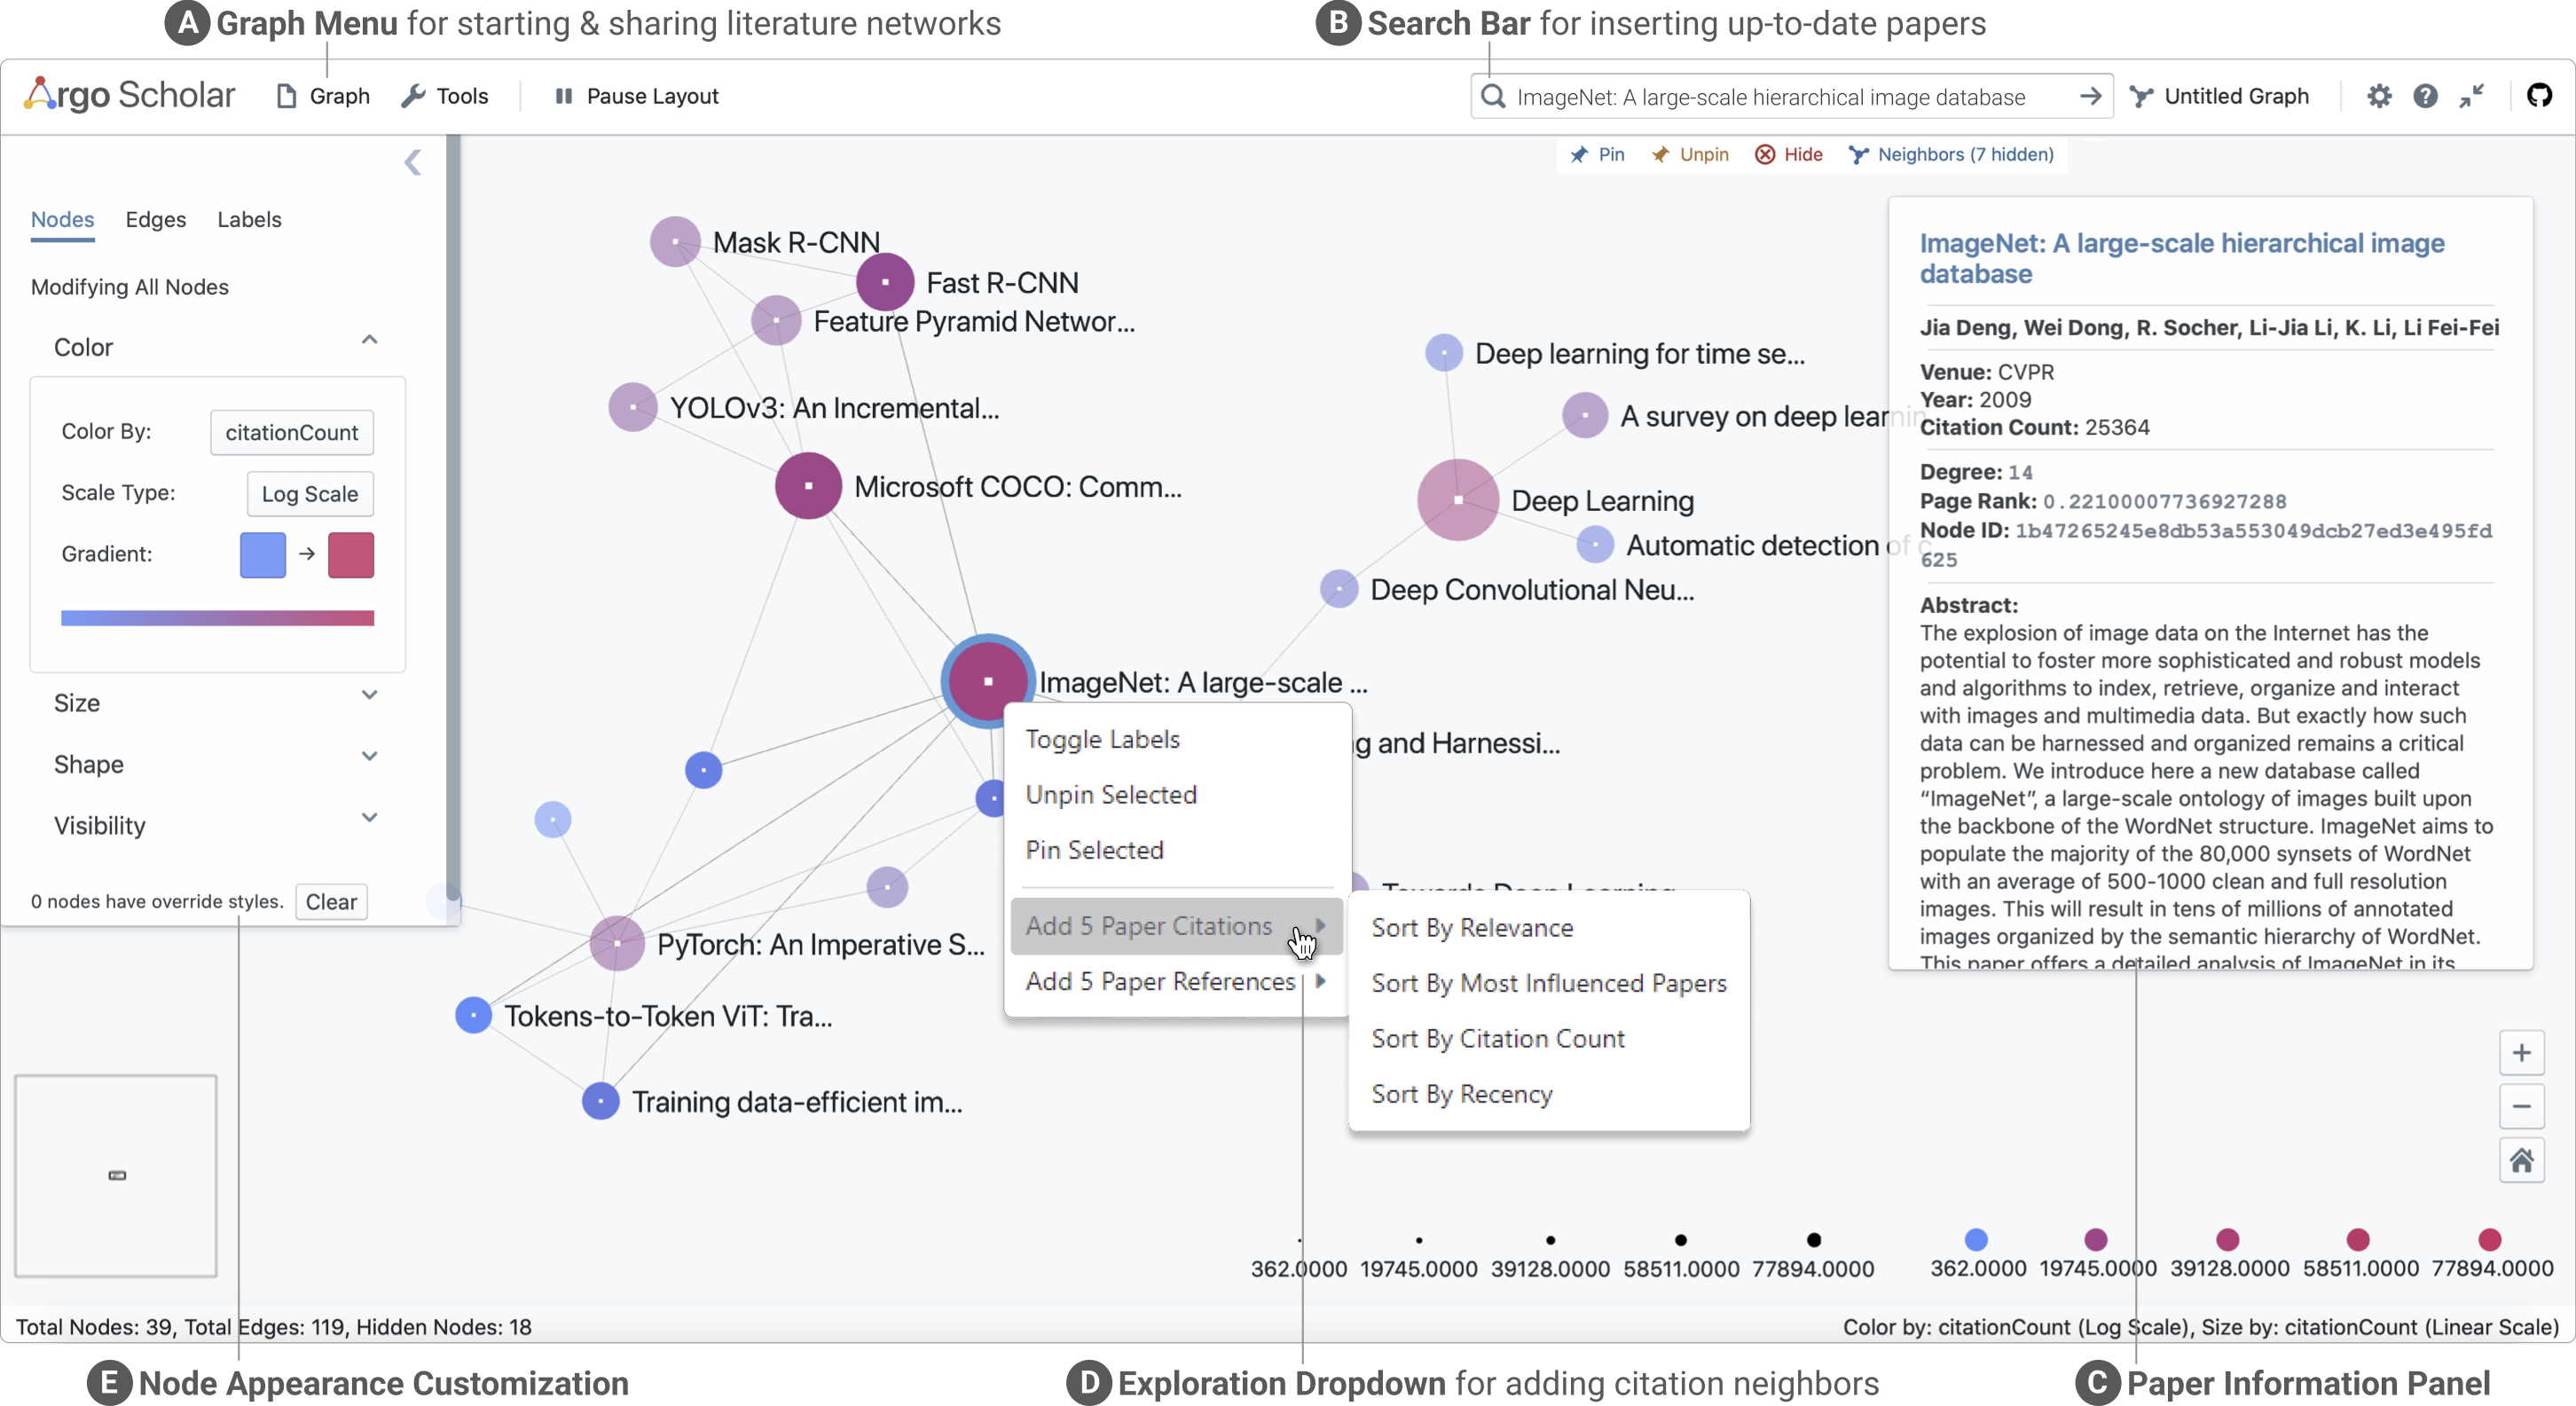 A Graph Menu for starting & sharing literature networks
B Search Bar for inserting up-to-date papers
Argo Scholar
Graph
Tools
Pause Layout
ImageNet: A large-scale hierarchical image database
Untitled Graph
Pin
Unpin
Hide
Neighbors (7 hidden)
Nodes
Edges
Labels
Modifying All Nodes
Color
Color By:
citationCount
Scale Type:
Log Scale
Gradient:
Size
Shape
Visibility
0 nodes have override styles.
Clear
Mask R-CNN
Fast R-CNN
Feature Pyramid Networ...
YOLOv3: An Incremental...
Microsoft COCO: Comm...
Deep learning for time se...
A survey on deep learnin
Deep Learning
Automatic detection of c
Deep Convolutional Neu...
ImageNet: A large-scale ...
g and Harnessi...
Towards Deep Learning
PyTorch: An Imperative S...
Tokens-to-Token ViT: Tra...
Training data-efficient im...
Toggle Labels
Unpin Selected
Pin Selected
Add 5 Paper Citations
Add 5 Paper References
Sort By Relevance
Sort By Most Influenced Papers
Sort By Citation Count
Sort By Recency
ImageNet: A large-scale hierarchical image
database
Jia Deng, Wei Dong, R. Socher, Li-Jia Li, K. Li, Li Fei-Fei
Venue: CVPR
Year: 2009
Citation Count: 25364
Degree: 14
Page Rank: 0.22100007736927288
Node ID: 1b47265245e8db53a553049dcb27ed3e495fd
625
Abstract:
The explosion of image data on the Internet has the
potential to foster more sophisticated and robust models
and algorithms to index, retrieve, organize and interact
with images and multimedia data. But exactly how such
data can be harnessed and organized remains a critical
problem. We introduce here a new database called
“ImageNet”, a large-scale ontology of images built upon
the backbone of the WordNet structure. ImageNet aims to
populate the majority of the 80,000 synsets of WordNet
with an average of 500-1000 clean and full resolution
images. This will result in tens of millions of annotated
images organized by the semantic hierarchy of WordNet.
This paper offers a detailed analysis of ImageNet in its
362.0000 19745.0000 39128.0000 58511.0000 77894.0000
362.0000 19745.0000 39128.0000 58511.0000 77894.0000
Total Nodes: 39, Total Edges: 119, Hidden Nodes: 18
Color by: citationCount (Log Scale), Size by: citationCount (Linear Scale)
E Node Appearance Customization
D Exploration Dropdown for adding citation neighbors
C Paper Information Panel